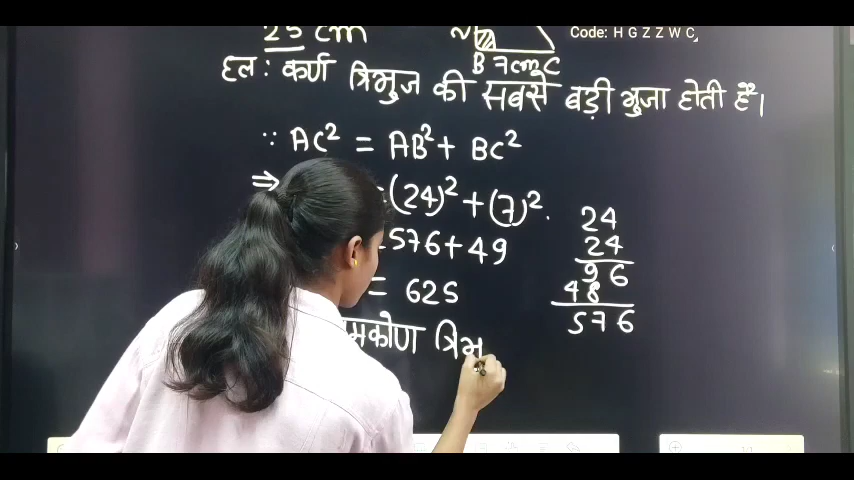 25 cm
Code: H G Z Z W C
B 7cm C
हल : कर्ण त्रिभुज की सबसे बड़ी भुजा होती है।
∵ AC² = AB² + BC²
⇒ = (24)² + (7)².
= 576 + 49
= 625
समकोण त्रिभु
24
24
96
48
576